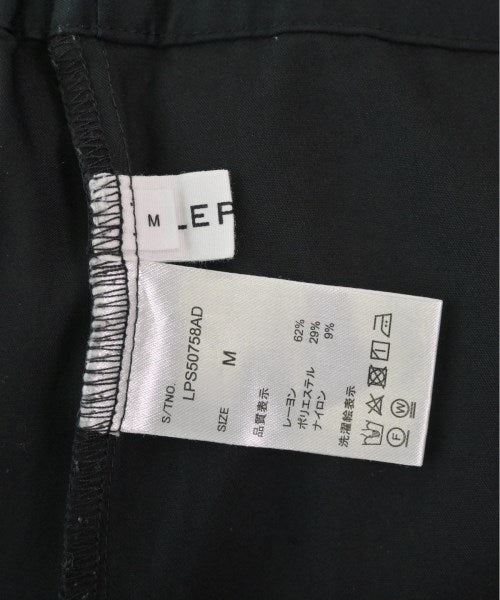 M
LEP
S/TNO.
LPS50758AD
SIZE
M
品質表示
レーヨン 62%
ポリエステル 29%
ナイロン 9%
洗濯絵表示
F W